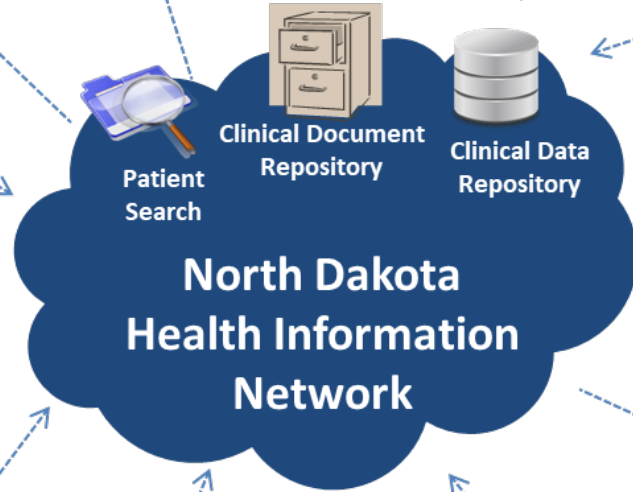 Clinical Document
Repository
Clinical Data
Repository
Patient
Search
North Dakota
Health Information
Network